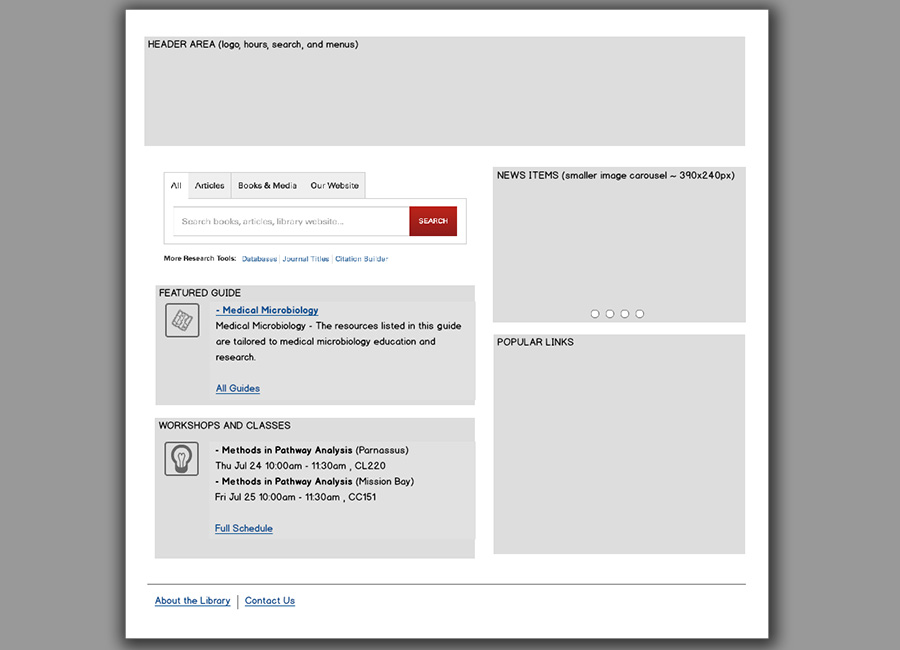 HEADER AREA (logo, hours, search, and menus)
All Articles Books & Media Our Website
Search books, articles, library website...
SEARCH
More Research Tools: Databases | Journal Titles | Citation Builder
FEATURED GUIDE
- Medical Microbiology
Medical Microbiology - The resources listed in this guide
are tailored to medical microbiology education and
research.
All Guides
WORKSHOPS AND CLASSES
- Methods in Pathway Analysis (Parnassus)
Thu Jul 24 10:00am - 11:30am , CL220
- Methods in Pathway Analysis (Mission Bay)
Fri Jul 25 10:00am - 11:30am , CC151
Full Schedule
NEWS ITEMS (smaller image carousel ~ 390x240px)
POPULAR LINKS
About the Library | Contact Us